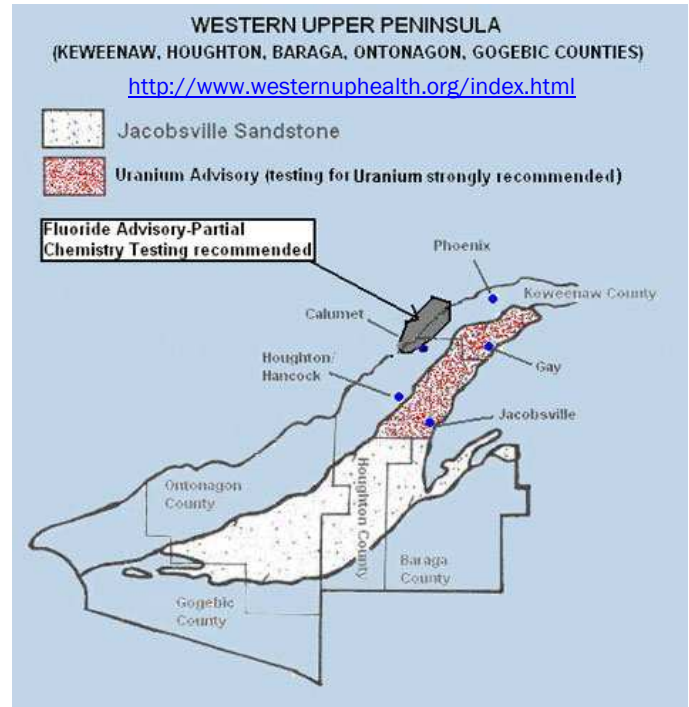 WESTERN UPPER PENINSULA
(KEWEENAW, HOUGHTON, BARAGA, ONTONAGON, GOGEBIC COUNTIES)
http://www.westernuphealth.org/index.html
Jacobsville Sandstone
Uranium Advisory (testing for Uranium strongly recommended)
Fluoride Advisory-Partial
Chemistry Testing recommended
Phoenix
Keweenaw County
Calumet
Houghton/
Hancock
Gay
Jacobsville
Ontonagon
County
Houghton County
Baraga
County
Gogebic
County